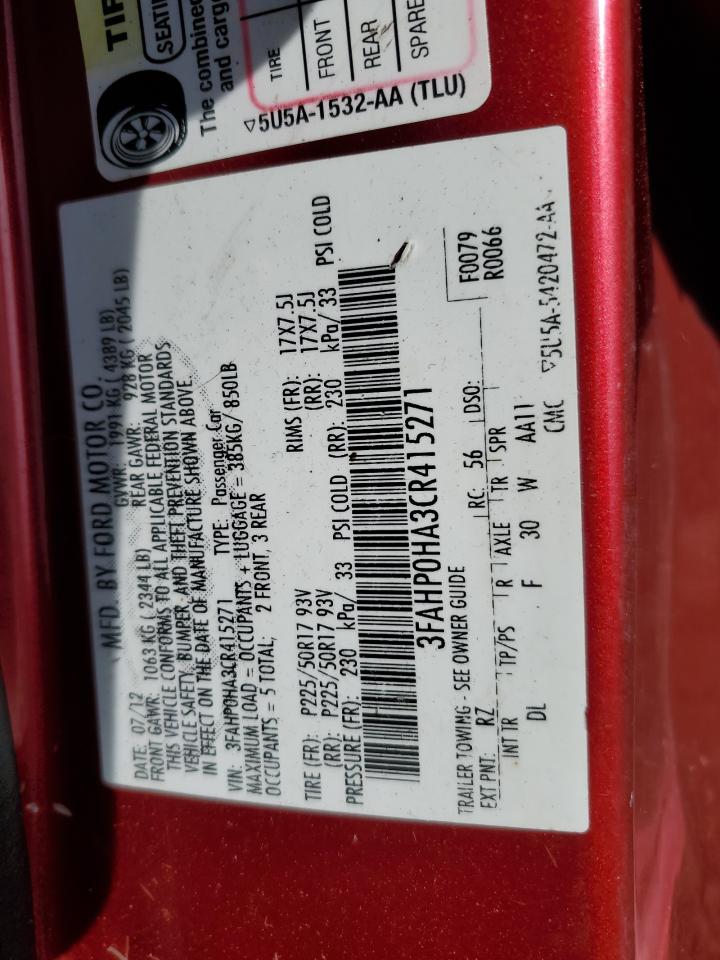 TIR
SEATI
The combined
and cargo
TIRE
FRONT
REAR
SPARE
▽5U5A-1532-AA (TLU)
MFD. BY FORD MOTOR CO.
DATE: 07/12 GVWR: 1991 KG ( 4389 LB)
FRONT GAWR: 1063 KG ( 2344 LB) REAR GAWR: 928 KG ( 2045 LB)
THIS VEHICLE CONFORMS TO ALL APPLICABLE FEDERAL MOTOR
VEHICLE SAFETY, BUMPER, AND THEFT PREVENTION STANDARDS
IN EFFECT ON THE DATE OF MANUFACTURE SHOWN ABOVE
VIN: 3FAHP0HA3CR415271 TYPE: Passenger Car
MAXIMUM LOAD = OCCUPANTS + LUGGAGE = 385KG/ 850LB
OCCUPANTS = 5 TOTAL; 2 FRONT, 3 REAR
TIRE (FR): P225/50R17 93V RIMS (FR): 17X7.5J
(RR): P225/50R17 93V (RR): 17X7.5J
PRESSURE (FR): 230 kPa/ 33 PSI COLD (RR): 230 kPa/ 33 PSI COLD
3FAHP0HA3CR415271
TRAILER TOWING - SEE OWNER GUIDE
F0079
R0066
EXT PNT: RZ RC: 56 DSO:
INT TR TP/PS R AXLE TR SPR
DL F 30 W AA11
CMC ▽5U5A-5420472-AA